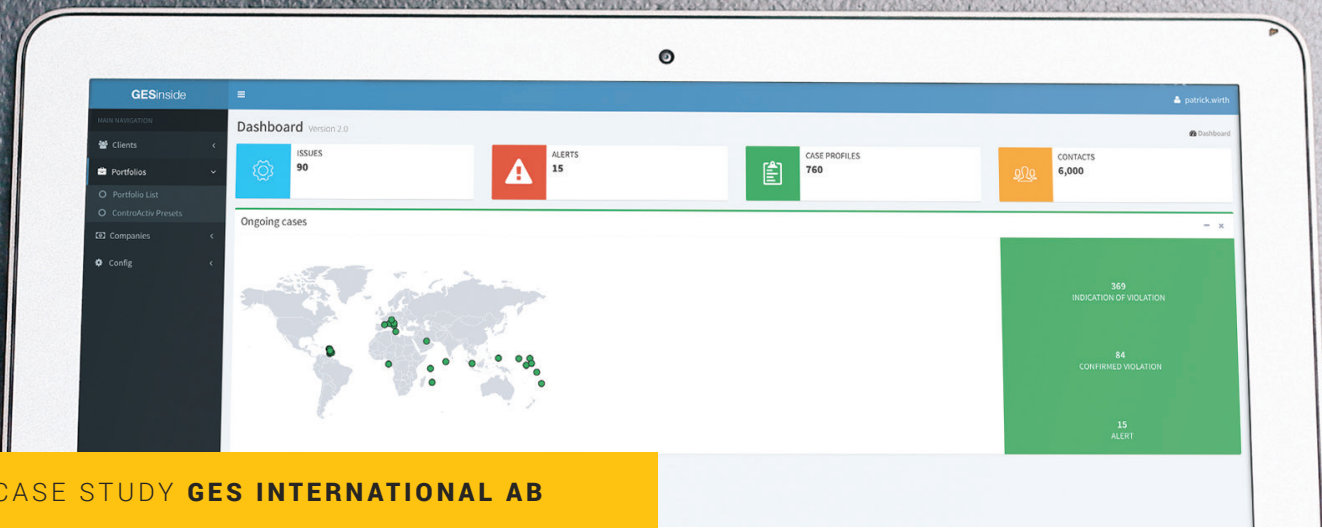 GESinside
patrick.wirth
MAIN NAVIGATION
Dashboard Version 2.0
Dashboard
Clients
Portfolios
Portfolio List
ControActiv Presets
Companies
Config
ISSUES
90
ALERTS
15
CASE PROFILES
760
CONTACTS
6,000
Ongoing cases
369
INDICATION OF VIOLATION
84
CONFIRMED VIOLATION
15
ALERT
CASE STUDY GES INTERNATIONAL AB